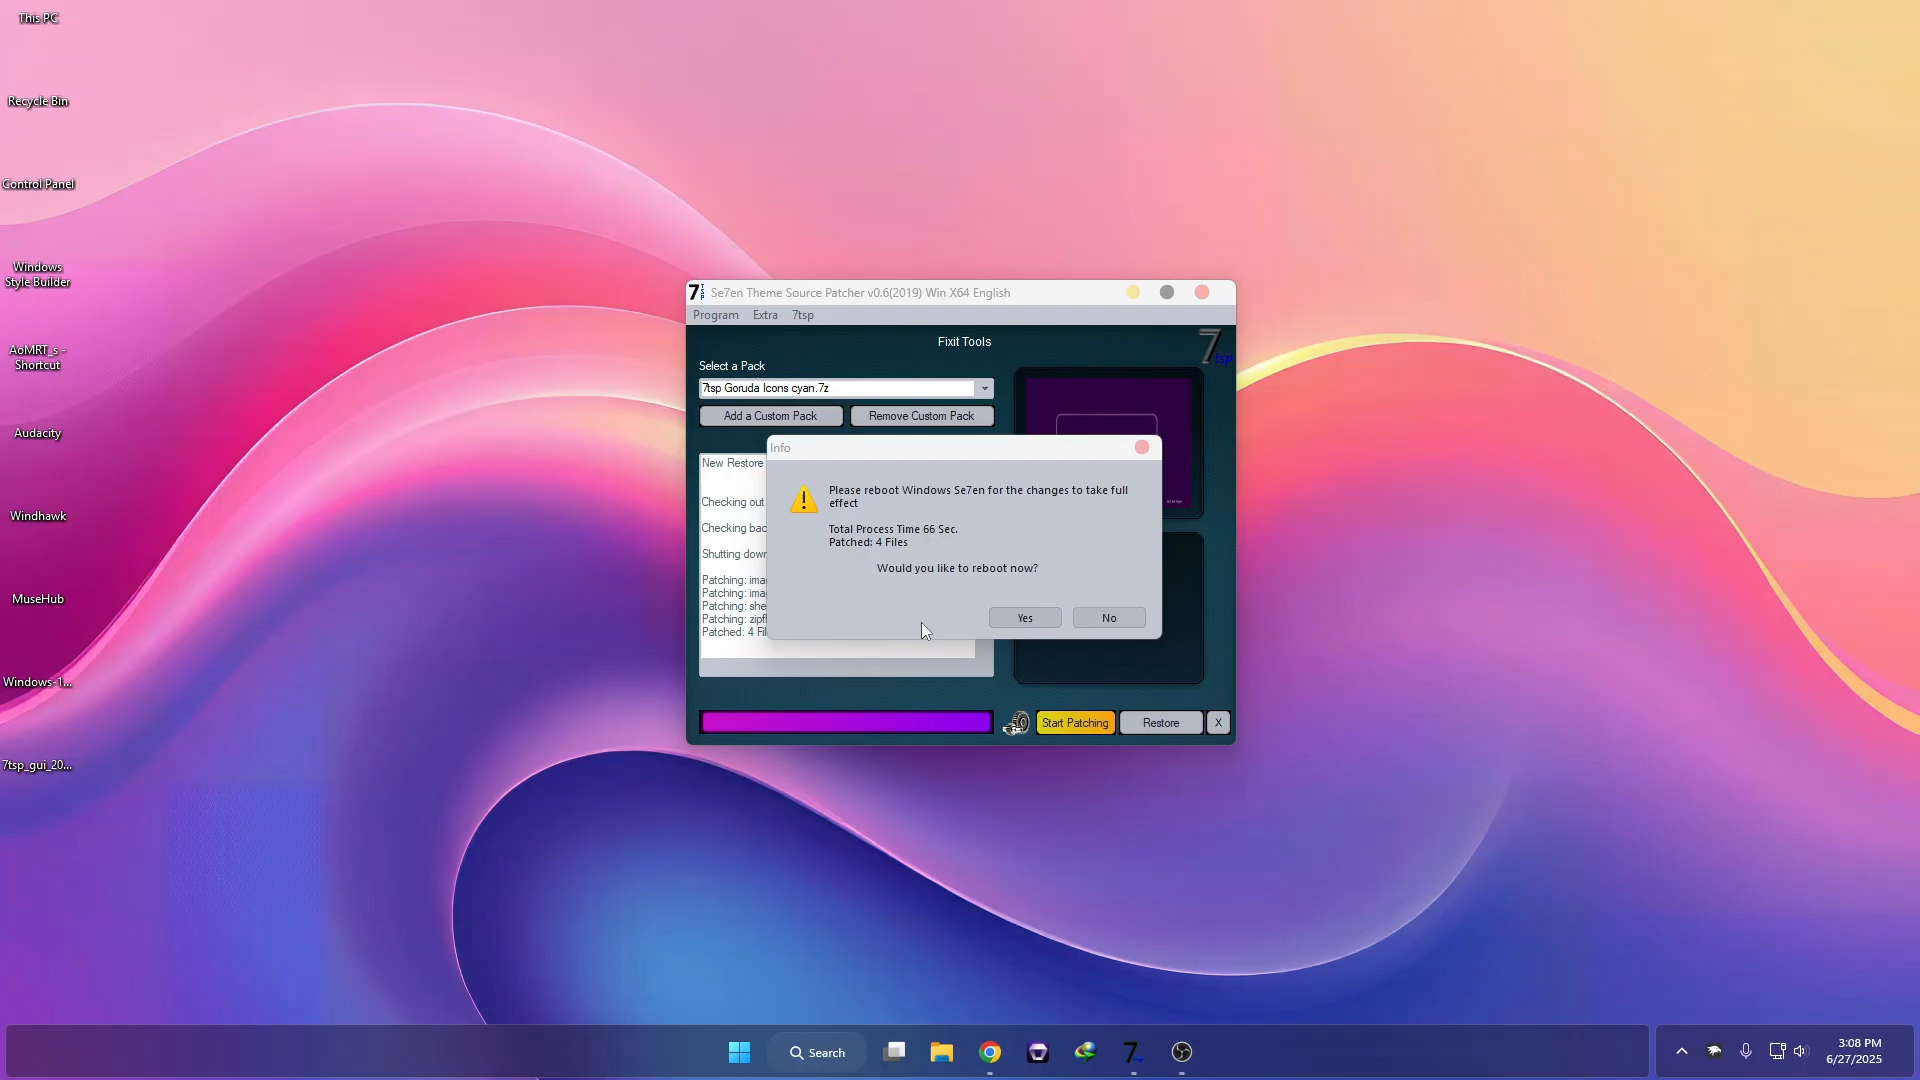 This PC
Recycle Bin
Control Panel
Windows
Style Builder
AoMRT_s -
Shortcut
Audacity
Windhawk
MuseHub
Windows-1...
7tsp_gui_20...
Se7en Theme Source Patcher v0.6(2019) Win X64 English
Program Extra 7tsp
Fixit Tools
7tsp
Select a Pack
7tsp Goruda Icons cyan.7z
Add a Custom Pack Remove Custom Pack
New Restore
Checking out
Checking bac
Shutting down
Patching: ima
Patching: ima
Patching: she
Patching: zipf
Patched: 4 Fil
Info
Please reboot Windows Se7en for the changes to take full
effect
Total Process Time 66 Sec.
Patched: 4 Files
Would you like to reboot now?
Yes No
Start Patching Restore X
Search
3:08 PM
6/27/2025